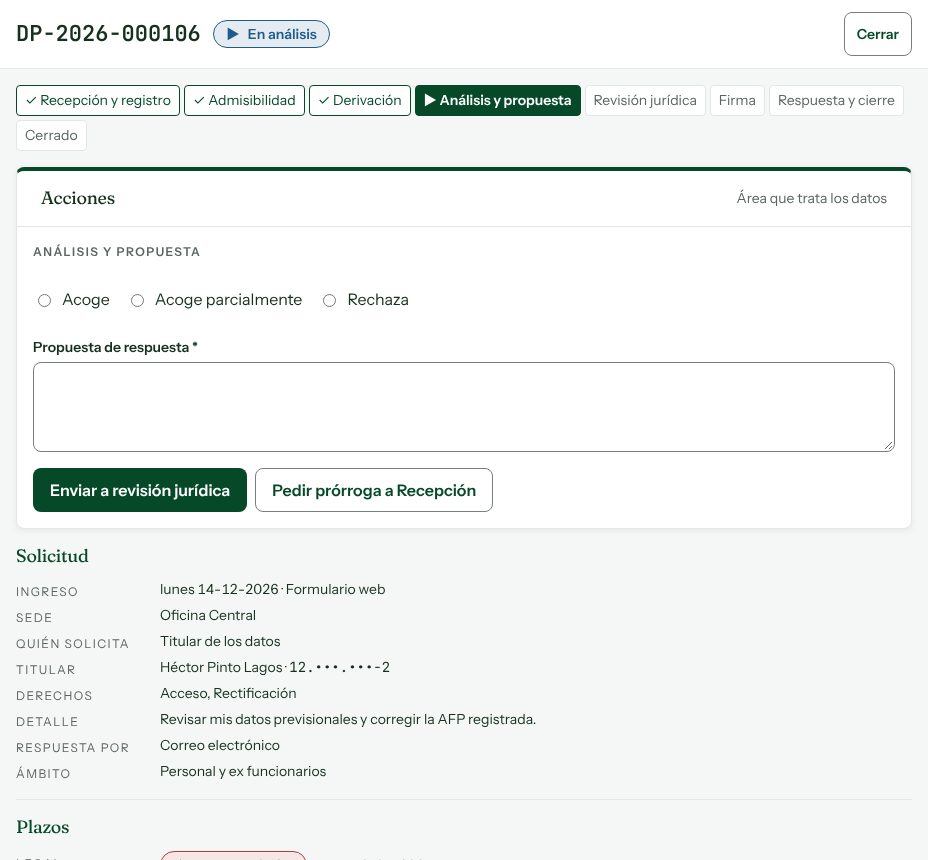 DP-2026-000106 ▶ En análisis Cerrar
✓ Recepción y registro ✓ Admisibilidad ✓ Derivación ▶ Análisis y propuesta Revisión jurídica Firma Respuesta y cierre
Cerrado
Acciones Área que trata los datos
ANÁLISIS Y PROPUESTA
Acoge Acoge parcialmente Rechaza
Propuesta de respuesta *
Enviar a revisión jurídica Pedir prórroga a Recepción
Solicitud
INGRESO lunes 14-12-2026 · Formulario web
SEDE Oficina Central
QUIÉN SOLICITA Titular de los datos
TITULAR Héctor Pinto Lagos · 12.•••.•••-2
DERECHOS Acceso, Rectificación
DETALLE Revisar mis datos previsionales y corregir la AFP registrada.
RESPUESTA POR Correo electrónico
ÁMBITO Personal y ex funcionarios
Plazos